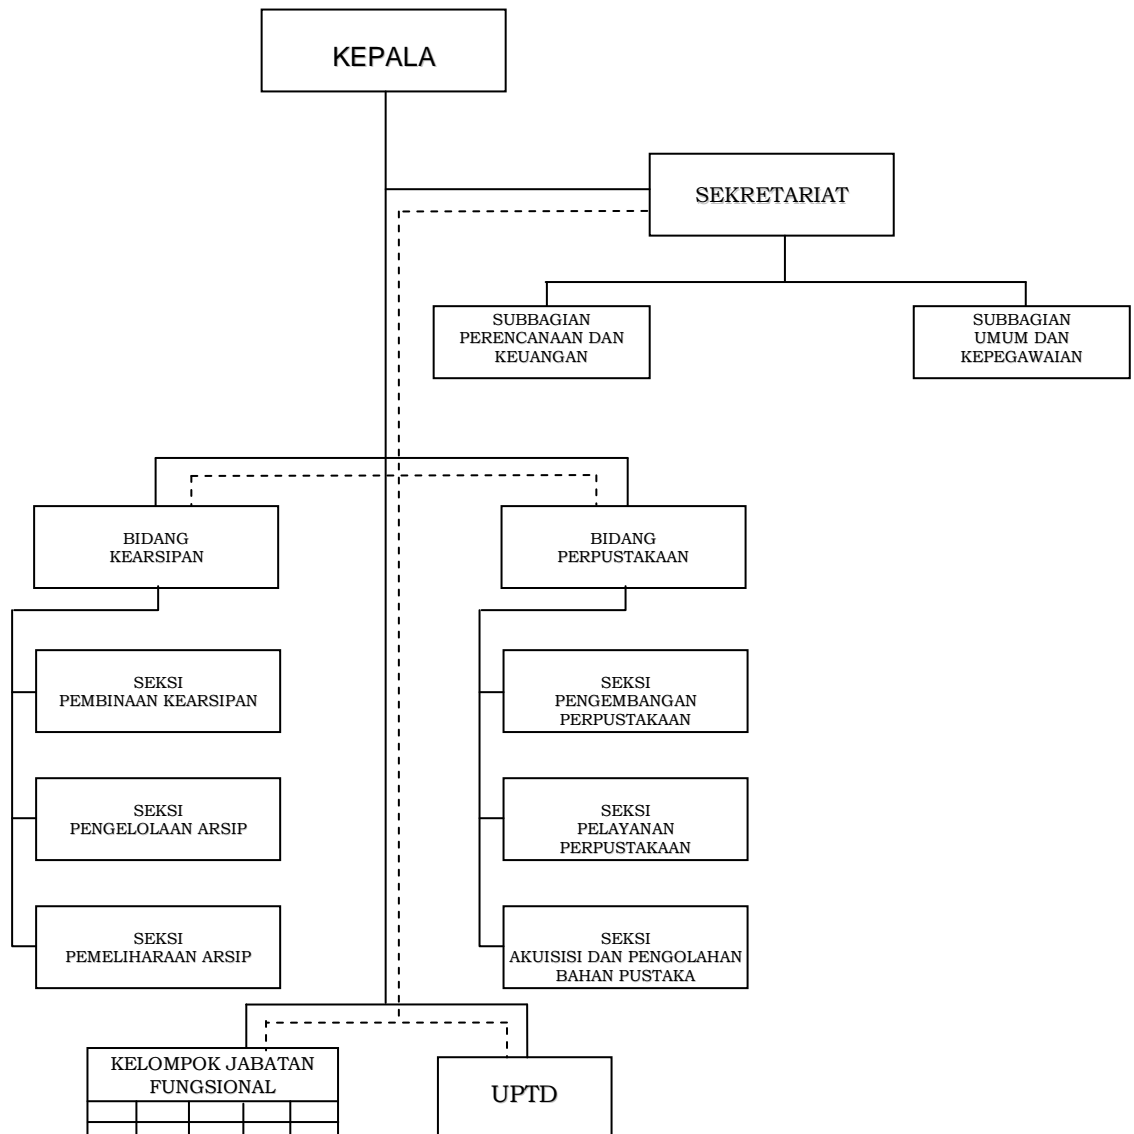 KEPALA
SEKRETARIAT
SUBBAGIAN
PERENCANAAN DAN
KEUANGAN
SUBBAGIAN
UMUM DAN
KEPEGAWAIAN
BIDANG
KEARSIPAN
BIDANG
PERPUSTAKAAN
SEKSI
PEMBINAAN KEARSIPAN
SEKSI
PENGEMBANGAN
PERPUSTAKAAN
SEKSI
PENGELOLAAN ARSIP
SEKSI
PELAYANAN
PERPUSTAKAAN
SEKSI
PEMELIHARAAN ARSIP
SEKSI
AKUISISI DAN PENGOLAHAN
BAHAN PUSTAKA
KELOMPOK JABATAN
FUNGSIONAL
UPTD